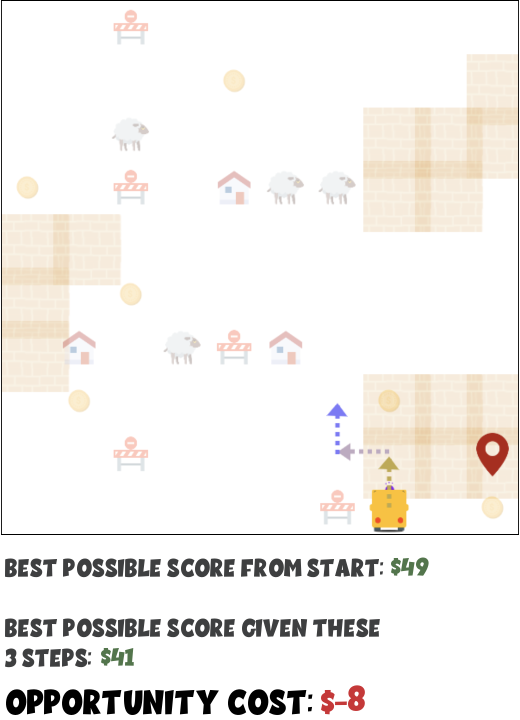 BEST POSSIBLE SCORE FROM START: $49
BEST POSSIBLE SCORE GIVEN THESE
3 STEPS: $41
OPPORTUNITY COST: $-8